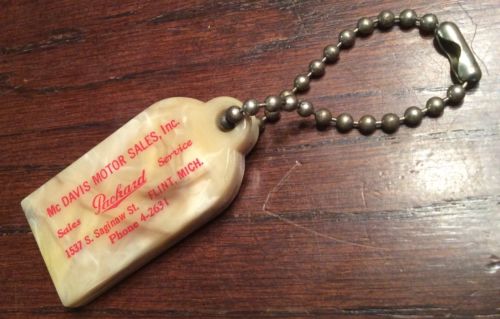 Mc DAVIS MOTOR SALES, Inc.
Sales Packard Service
1537 S. Saginaw St. FLINT, MICH.
Phone 4-2631